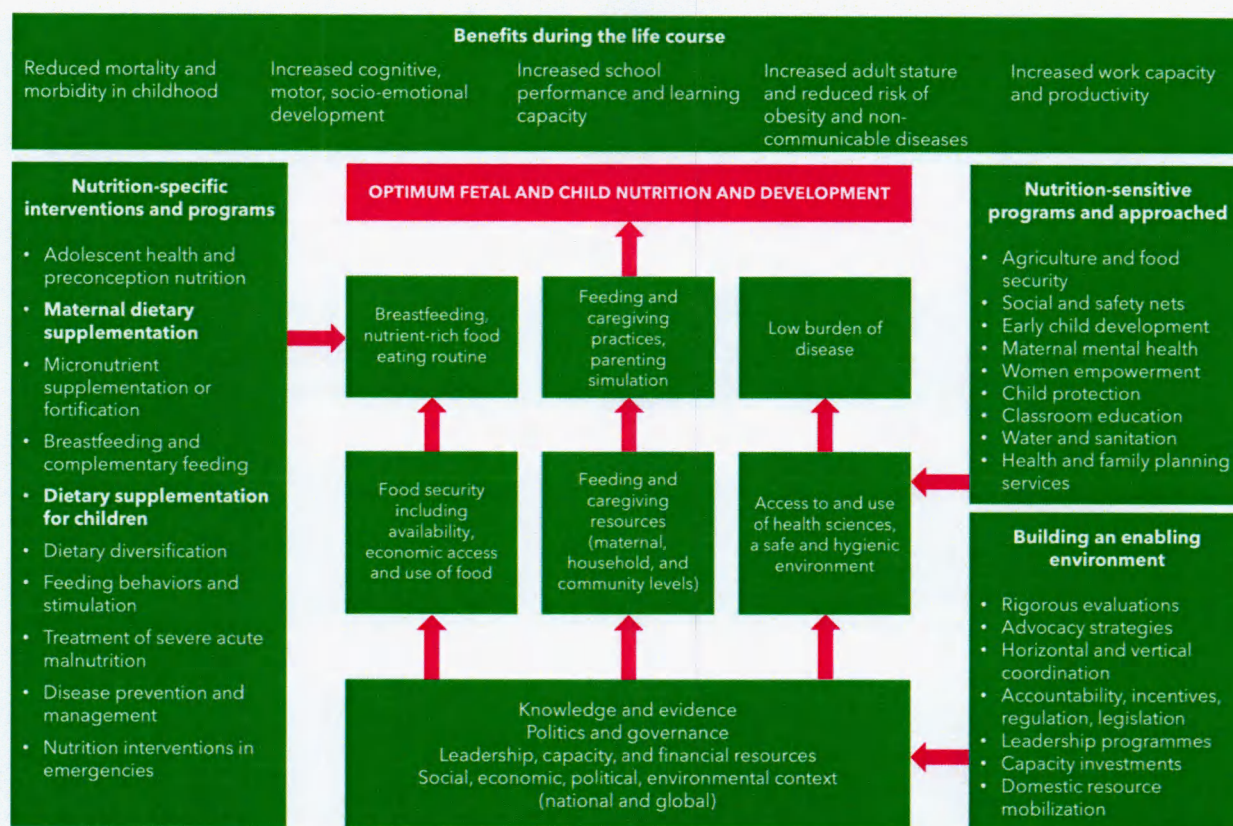 Benefits during the life course
Reduced mortality and
morbidity in childhood
Increased cognitive,
motor, socio-emotional
development
Increased school
performance and learning
capacity
Increased adult stature
and reduced risk of
obesity and non-
communicable diseases
Increased work capacity
and productivity
Nutrition-specific
interventions and programs
• Adolescent health and
preconception nutrition
• Maternal dietary
supplementation
• Micronutrient
supplementation or
fortification
• Breastfeeding and
complementary feeding
• Dietary supplementation
for children
• Dietary diversification
• Feeding behaviors and
stimulation
• Treatment of severe acute
malnutrition
• Disease prevention and
management
• Nutrition interventions in
emergencies
OPTIMUM FETAL AND CHILD NUTRITION AND DEVELOPMENT
Breastfeeding,
nutrient-rich food
eating routine
Feeding and
caregiving
practices,
parenting
simulation
Low burden of
disease
Food security
including
availability,
economic access
and use of food
Feeding and
caregiving
resources
(maternal,
household, and
community levels)
Access to and use
of health sciences,
a safe and hygienic
environment
Knowledge and evidence
Politics and governance
Leadership, capacity, and financial resources
Social, economic, political, environmental context
(national and global)
Nutrition-sensitive
programs and approached
• Agriculture and food
security
• Social and safety nets
• Early child development
• Maternal mental health
• Women empowerment
• Child protection
• Classroom education
• Water and sanitation
• Health and family planning
services
Building an enabling
environment
• Rigorous evaluations
• Advocacy strategies
• Horizontal and vertical
coordination
• Accountability, incentives,
regulation, legislation
• Leadership programmes
• Capacity investments
• Domestic resource
mobilization